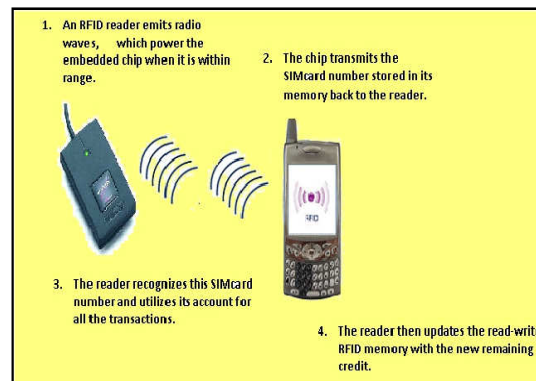 1. An RFID reader emits radio
waves, which power the
embedded chip when it is within
range.
2. The chip transmits the
SIMcard number stored in its
memory back to the reader.
RFID
3. The reader recognizes this SIMcard
number and utilizes its account for
all the transactions.
4. The reader then updates the read-writ
RFID memory with the new remaining
credit.